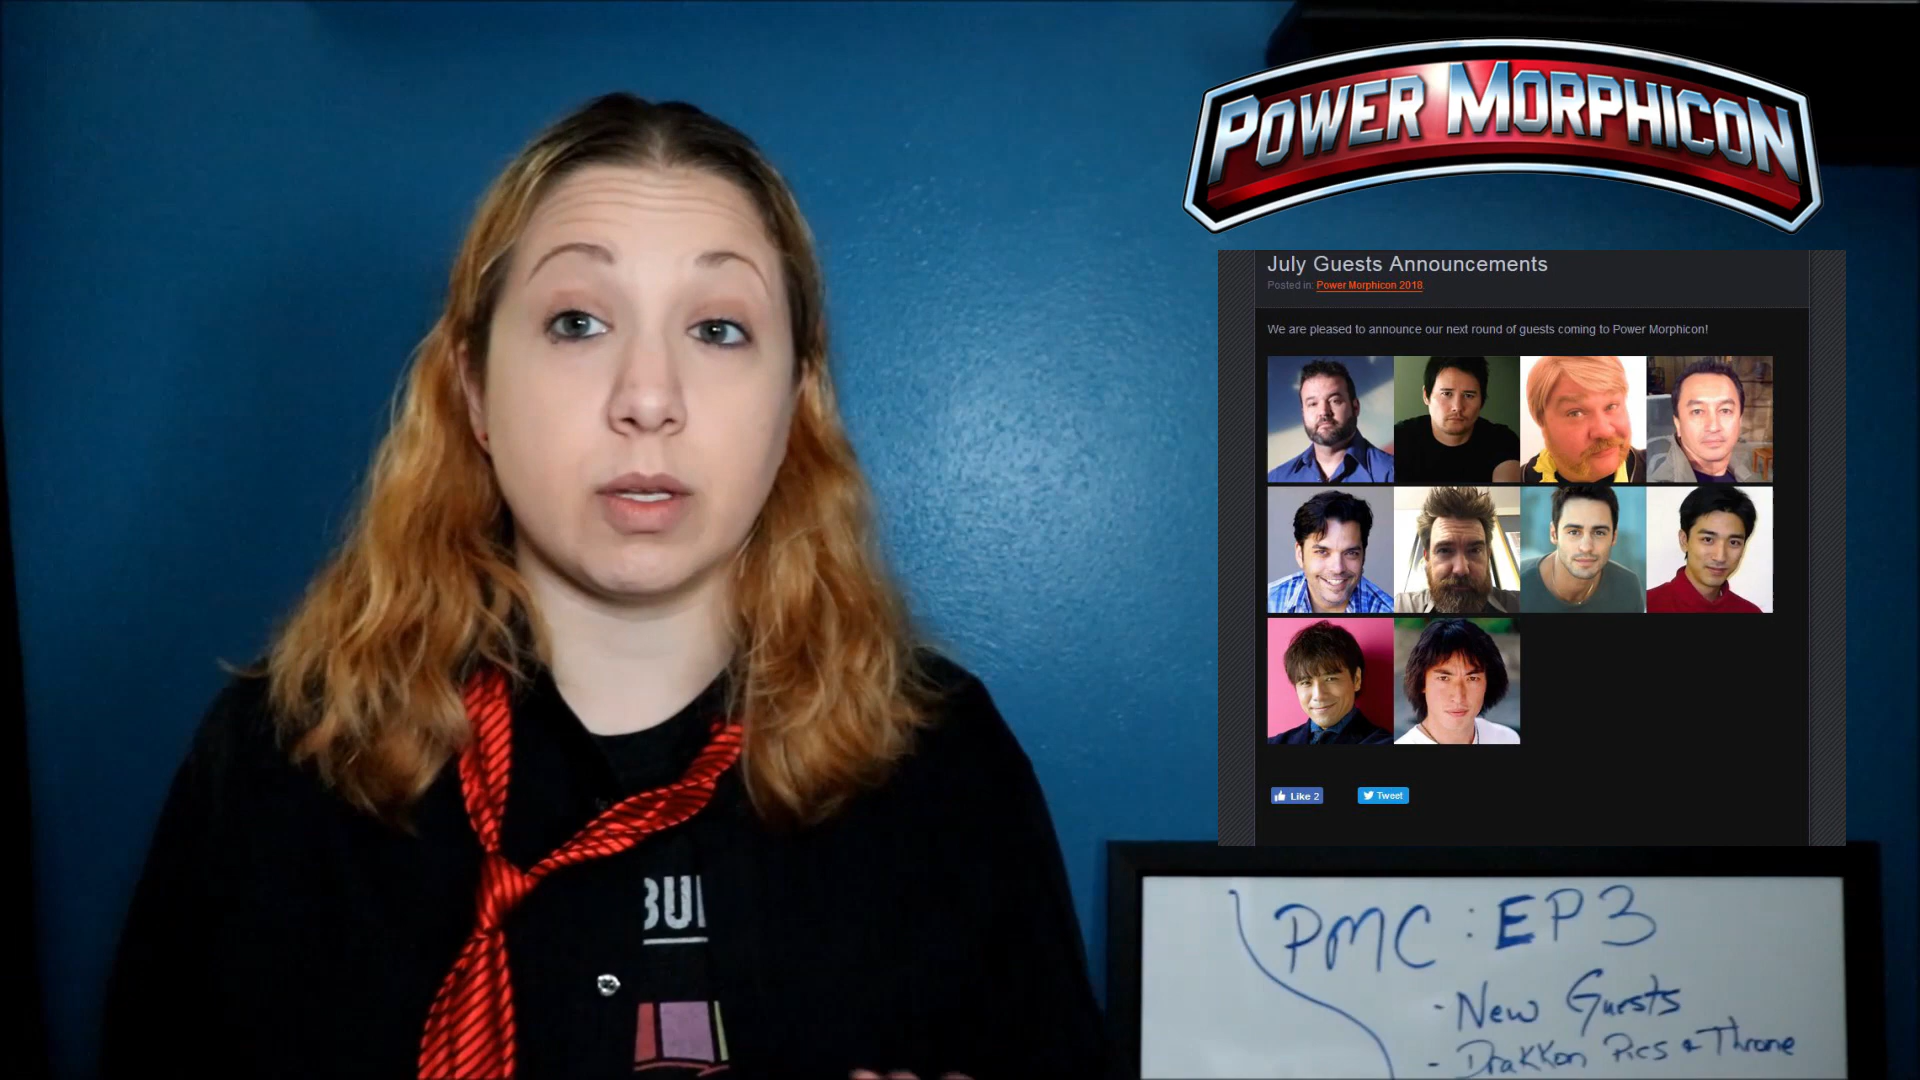 POWER MORPHICON
July Guests Announcements
Posted in: Power Morphicon 2018
We are pleased to announce our next round of guests coming to Power Morphicon!
Like 2
Tweet
BUI
PMC: EP3
- New Guests
- Drakkon Pics & Throne